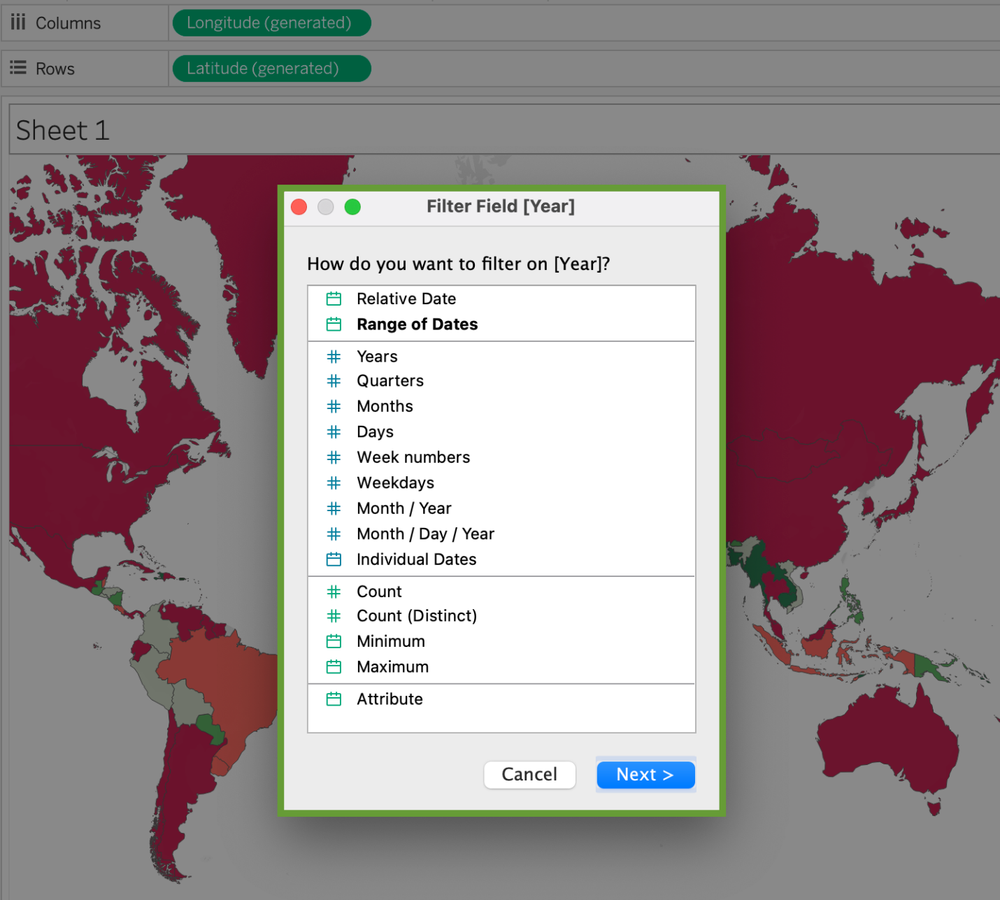 Columns
Longitude (generated)
Rows
Latitude (generated)
Sheet 1
Filter Field [Year]
How do you want to filter on [Year]?
Relative Date
Range of Dates
Years
Quarters
Months
Days
Week numbers
Weekdays
Month / Year
Month / Day / Year
Individual Dates
Count
Count (Distinct)
Minimum
Maximum
Attribute
Cancel
Next >